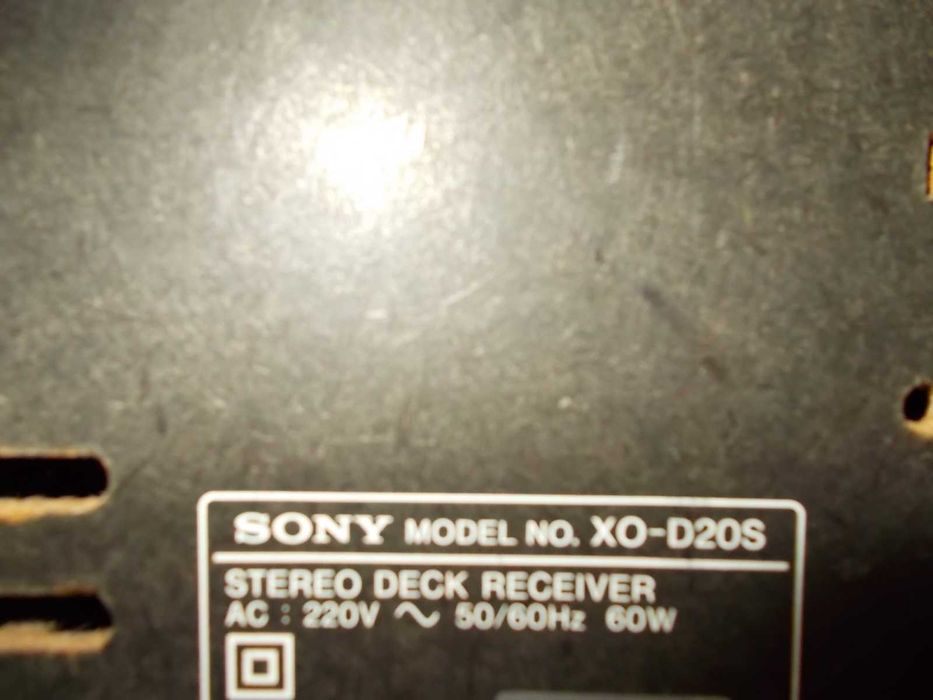 SONY MODEL NO. XO-D20S
STEREO DECK RECEIVER
AC : 220V ~ 50/60Hz 60W